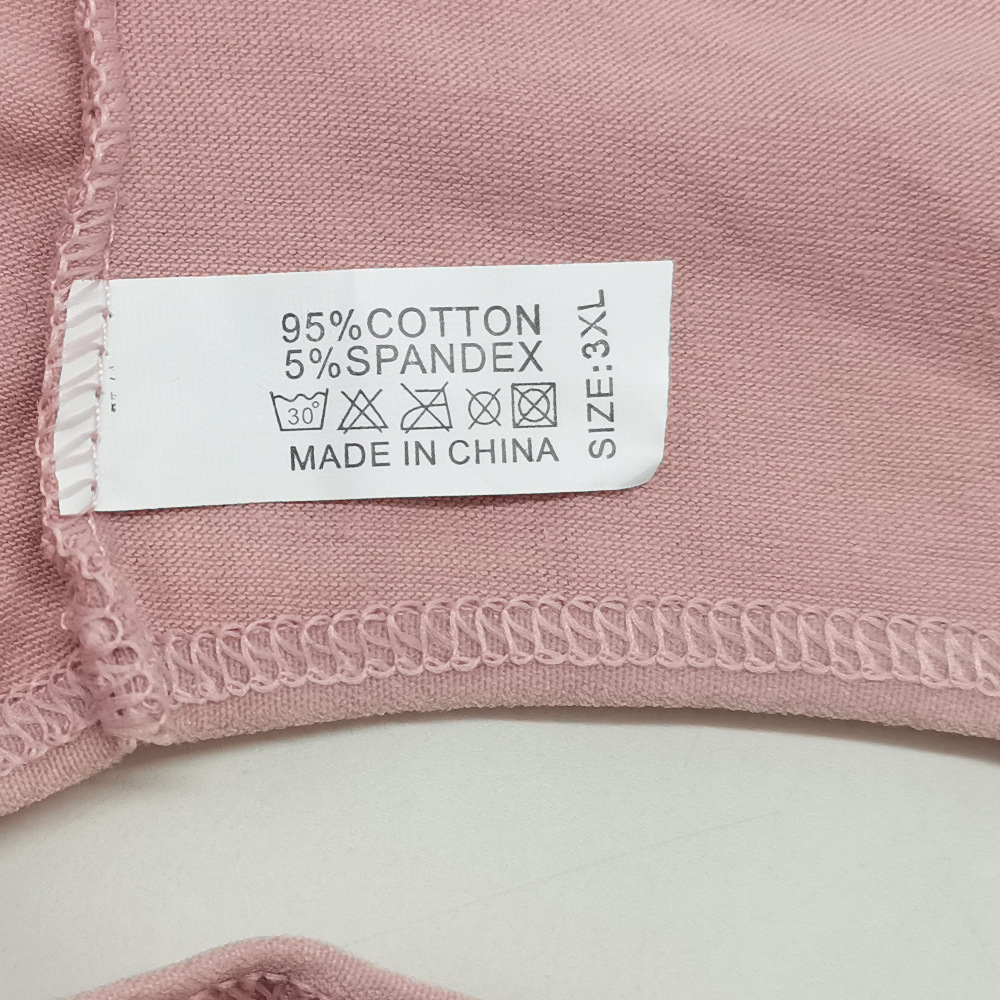 95%COTTON
5%SPANDEX
30°
MADE IN CHINA
SIZE:3XL